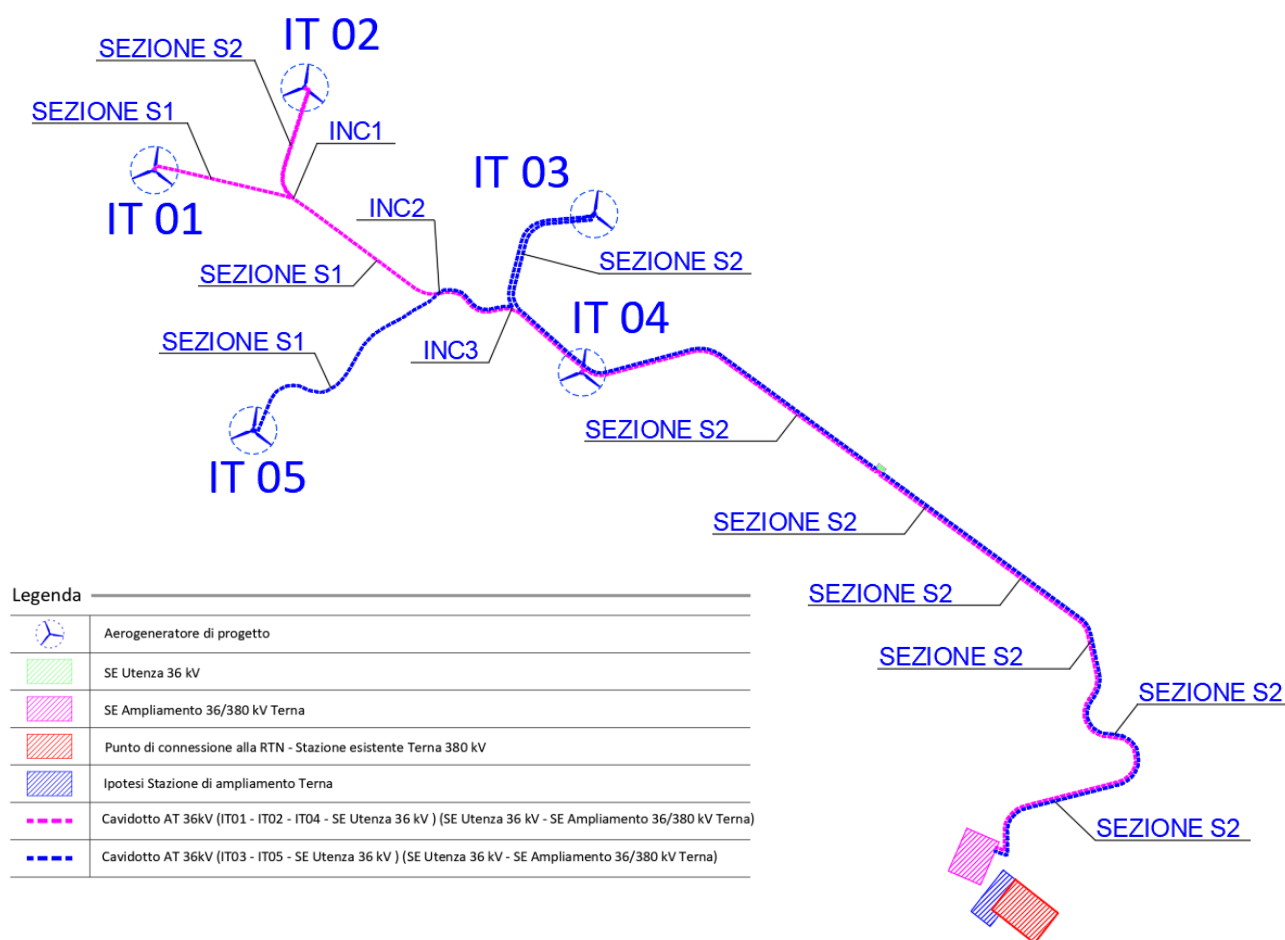 IT 02
SEZIONE S2
SEZIONE S1
INC1
IT 03
IT 01
INC2
SEZIONE S2
SEZIONE S1
IT 04
SEZIONE S1
INC3
SEZIONE S2
IT 05
SEZIONE S2
SEZIONE S2
SEZIONE S2
SEZIONE S2
SEZIONE S2
Legenda
Aerogeneratore di progetto
SE Utenza 36 kV
SE Ampliamento 36/380 kV Terna
Punto di connessione alla RTN - Stazione esistente Terna 380 kV
Ipotesi Stazione di ampliamento Terna
Cavidotto AT 36kV (IT01 - IT02 - IT04 - SE Utenza 36 kV ) (SE Utenza 36 kV - SE Ampliamento 36/380 kV Terna)
Cavidotto AT 36kV (IT03 - IT05 - SE Utenza 36 kV ) (SE Utenza 36 kV - SE Ampliamento 36/380 kV Terna)